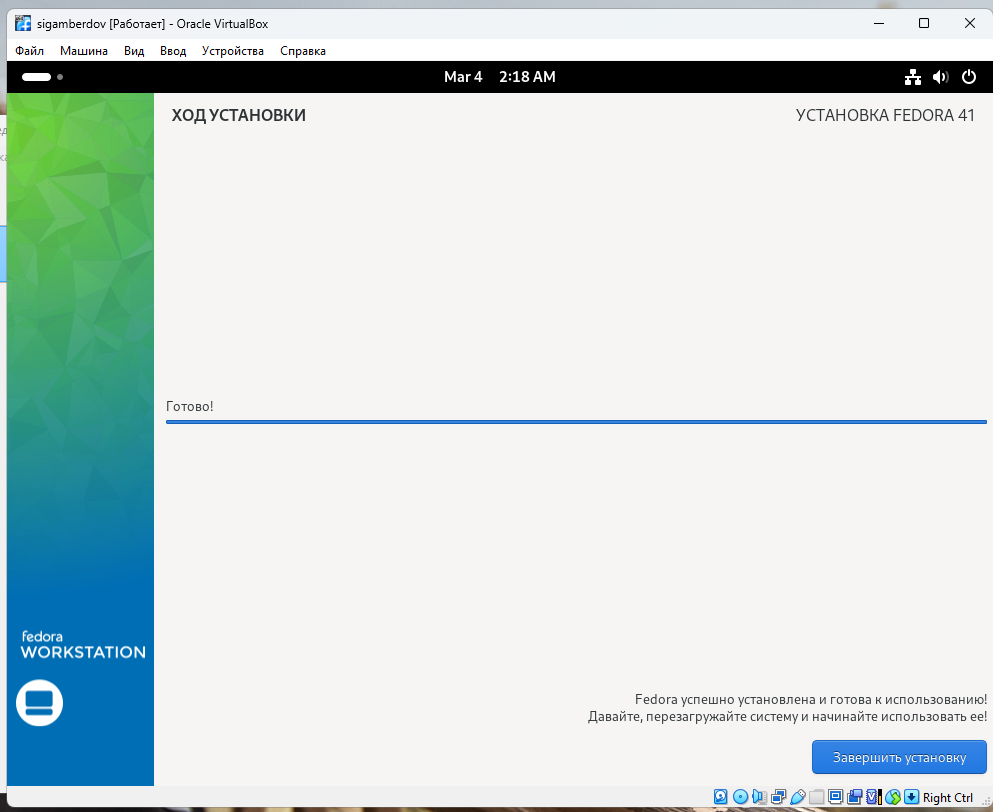 sigamberdov [Работает] - Oracle VirtualBox
Файл Машина Вид Ввод Устройства Справка
Mar 4 2:18 AM
ХОД УСТАНОВКИ
УСТАНОВКА FEDORA 41
Готово!
fedora
WORKSTATION
Fedora успешно установлена и готова к использованию!
Давайте, перезагружайте систему и начинайте использовать ее!
Завершить установку
Right Ctrl